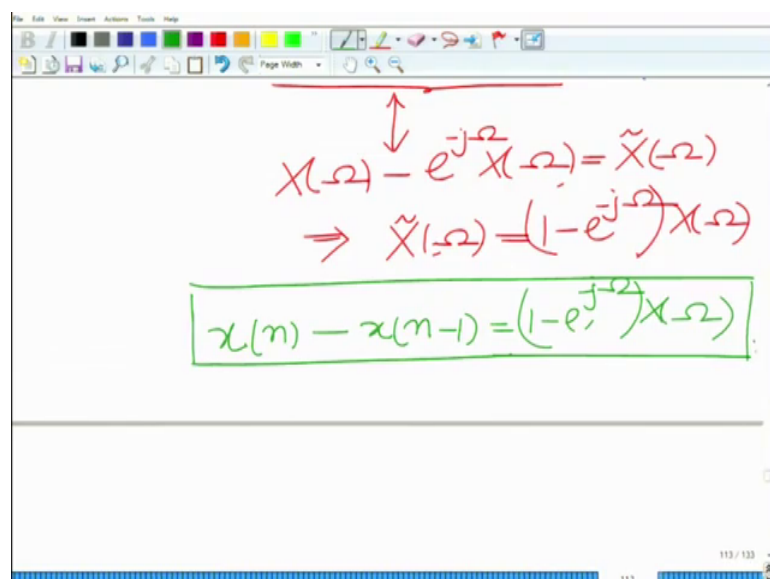 File Edit View Insert Actions Tools Help
B I
Page Width
X(Ω) − e^{-jΩ} X(Ω) = X̃(Ω)
⇒ X̃(Ω) = (1 − e^{-jΩ}) X(Ω)
x(n) − x(n−1) = (1 − e^{-jΩ}) X(Ω)
113 / 133